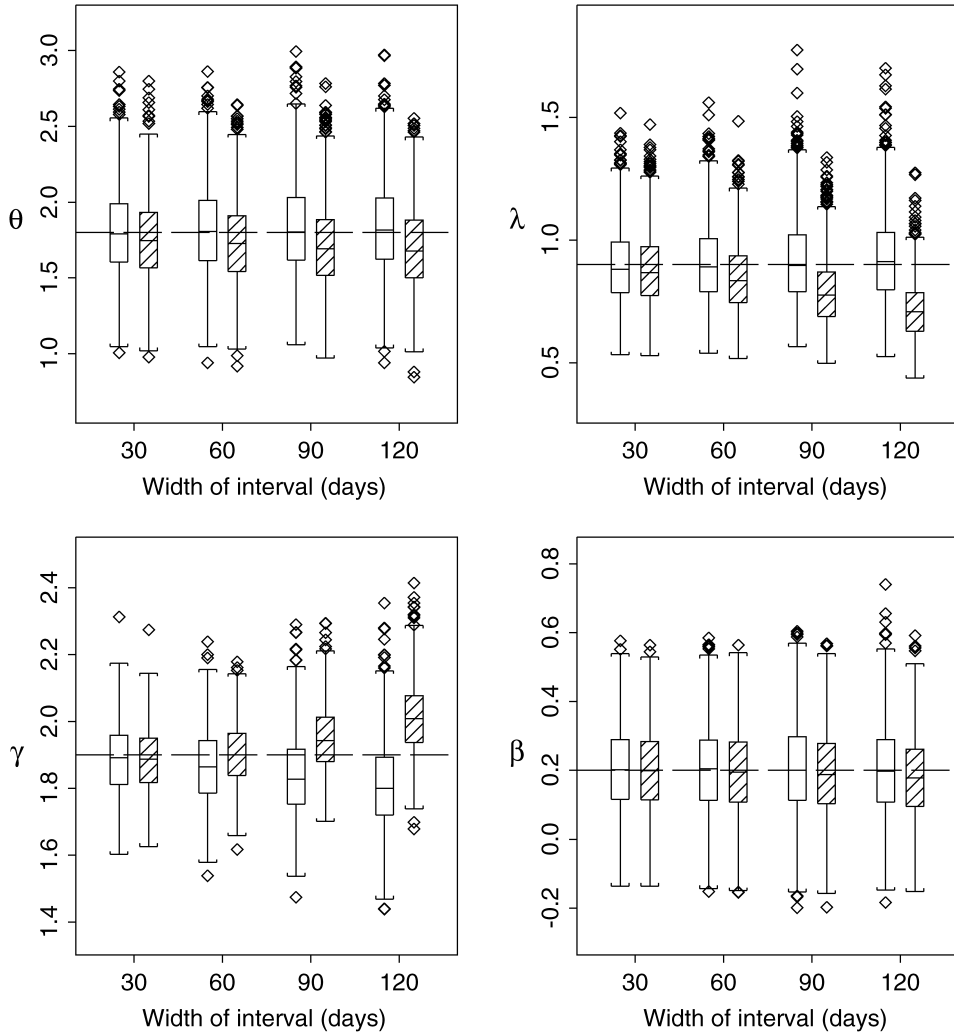 3.0
2.5
2.0
1.5
1.0
θ
30 60 90 120
Width of interval (days)
1.5
1.0
0.5
λ
30 60 90 120
Width of interval (days)
2.4
2.2
2.0
1.8
1.6
1.4
γ
30 60 90 120
Width of interval (days)
0.8
0.6
0.4
0.2
0.0
-0.2
β
30 60 90 120
Width of interval (days)